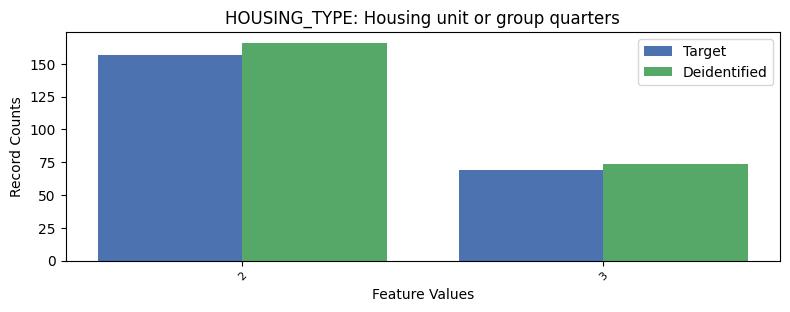 HOUSING_TYPE: Housing unit or group quarters
Target
Deidentified
Record Counts
150
125
100
75
50
25
0
2
3
Feature Values